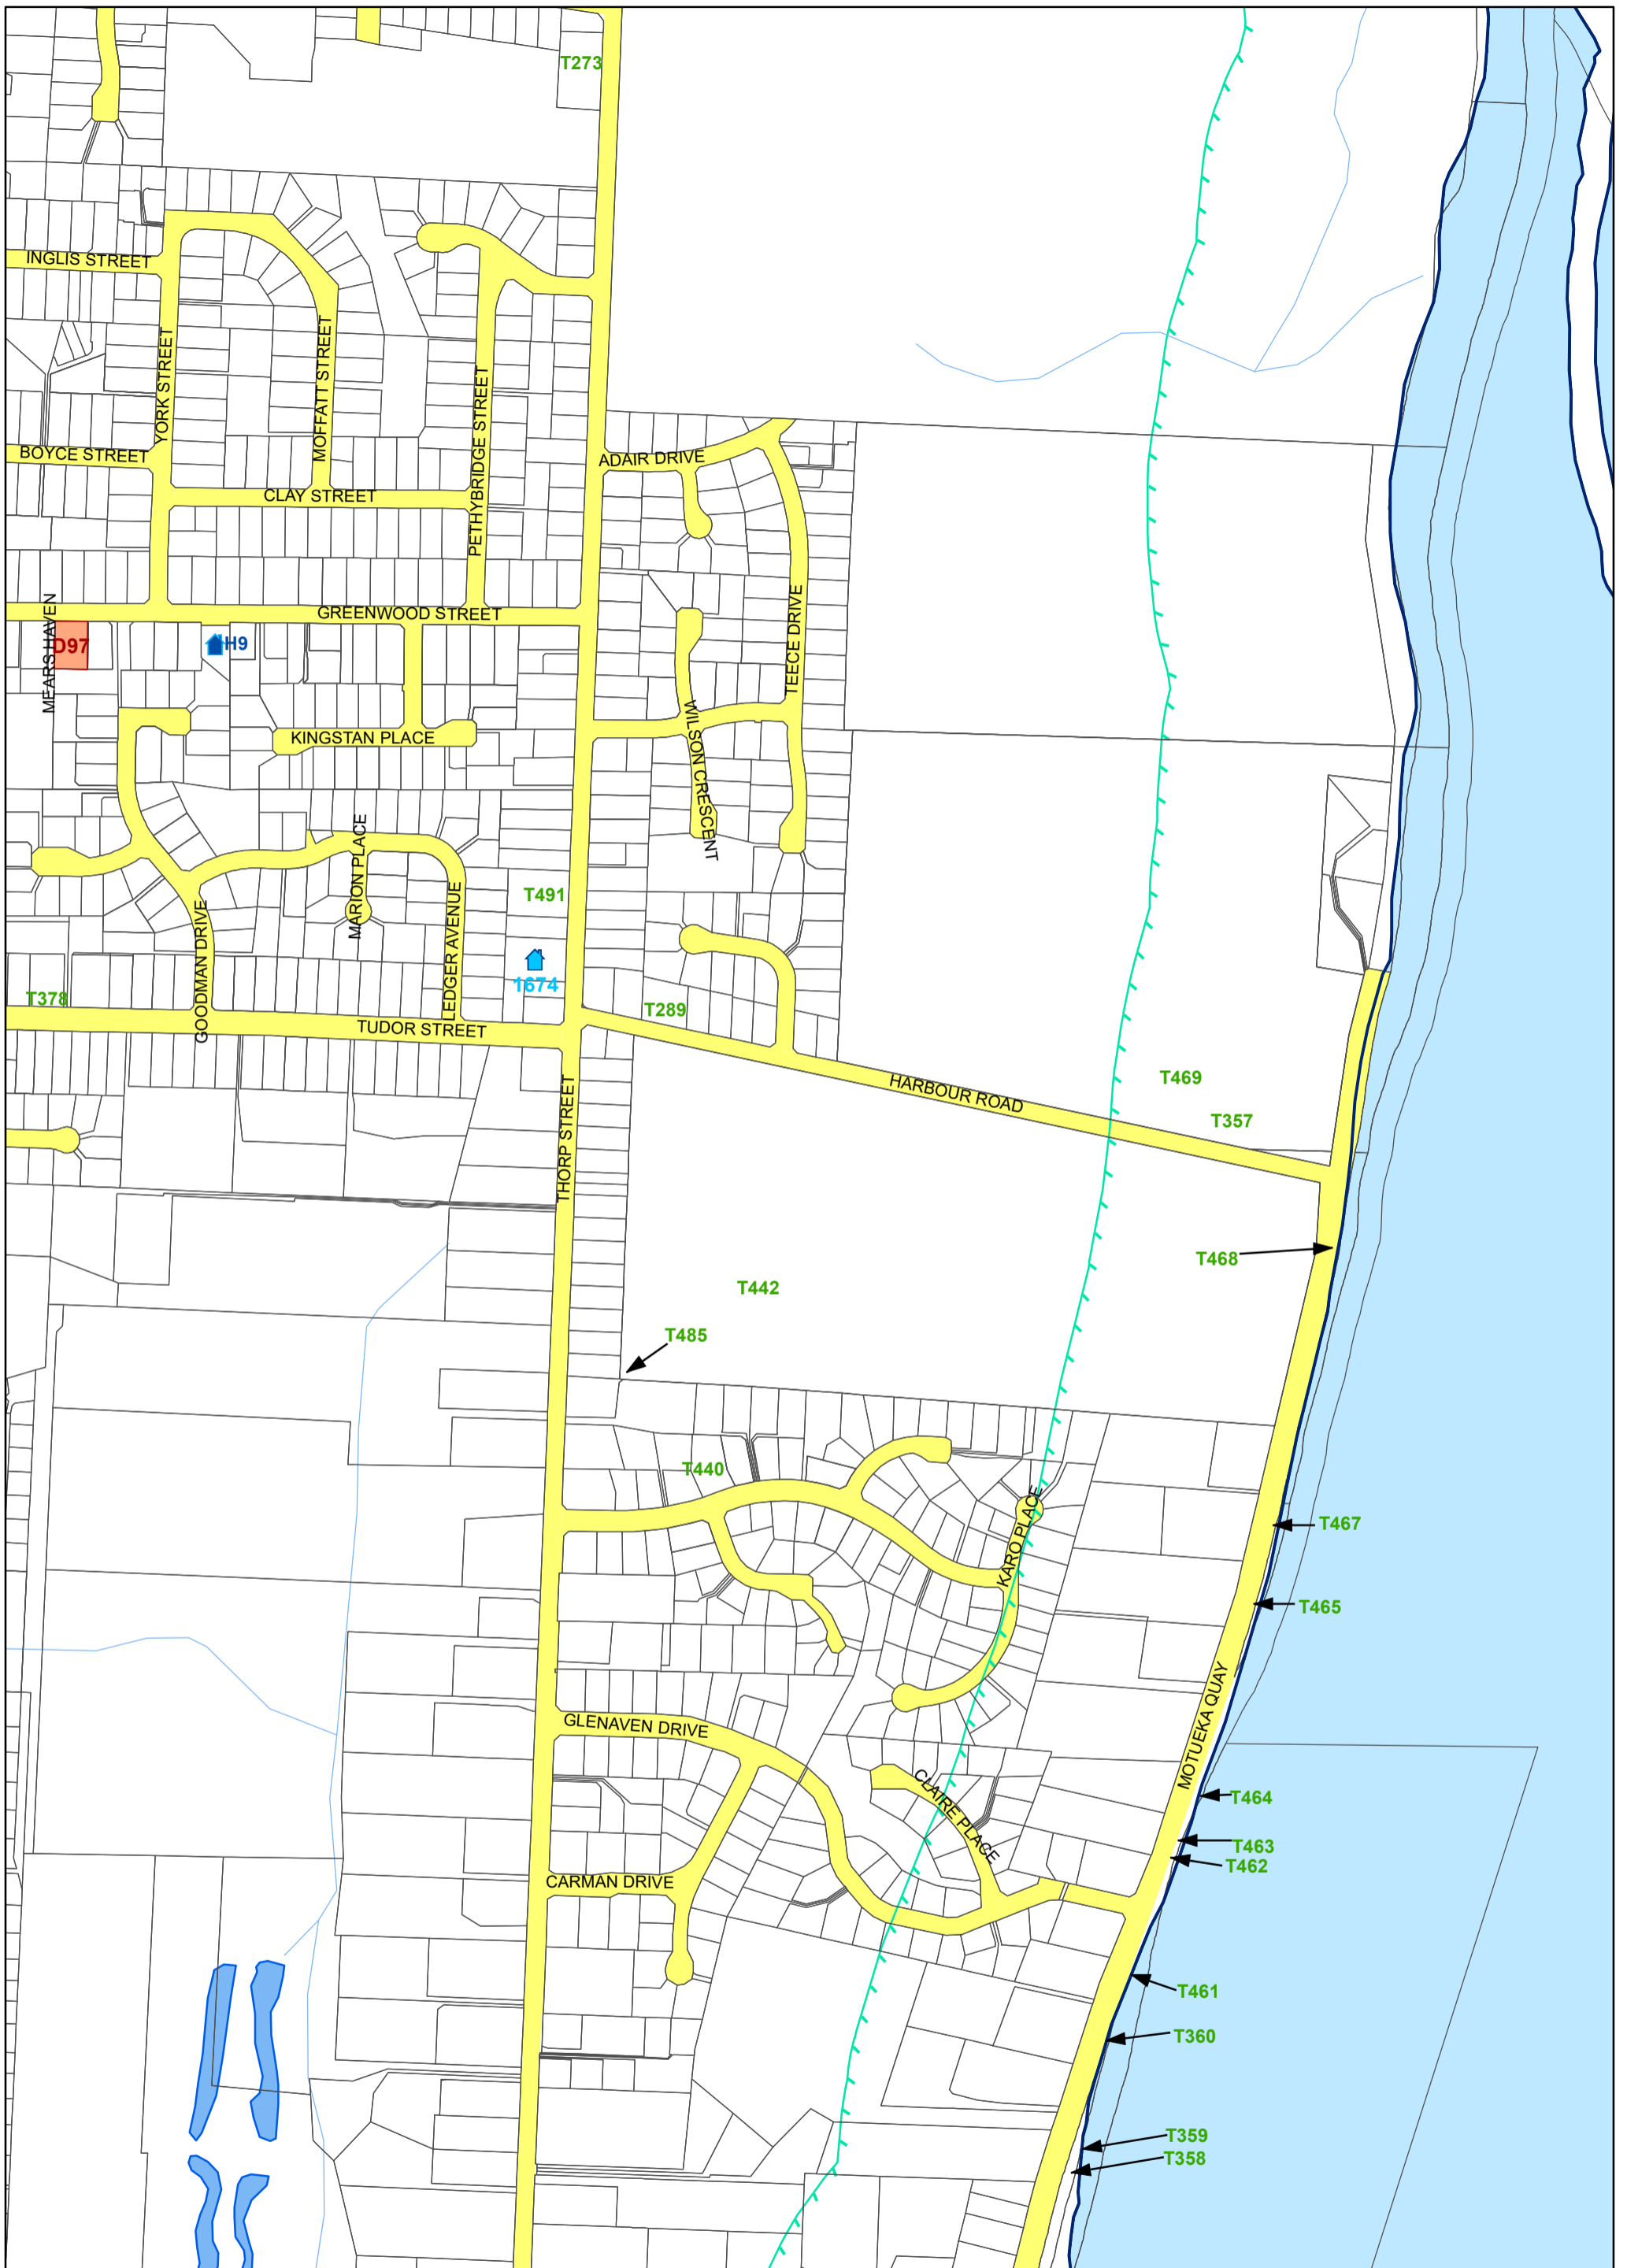 T273
INGLIS STREET
YORK STREET
MOFFATT STREET
PETHYBRIDGE STREET
BOYCE STREET
ADAIR DRIVE
CLAY STREET
GREENWOOD STREET
TEECE DRIVE
MEARS HAVEN
D97
H9
KINGSTAN PLACE
WILSON CRESCENT
MARION PLACE
LEDGER AVENUE
T491
GOODMAN DRIVE
1674
T378
T289
TUDOR STREET
HARBOUR ROAD
T469
T357
THORP STREET
T468
T442
T485
T440
KARO PLACE
T467
T465
MOTUEKA QUAY
GLENAVEN DRIVE
CLAIRE PLACE
T464
T463
T462
CARMAN DRIVE
T461
T360
T359
T358